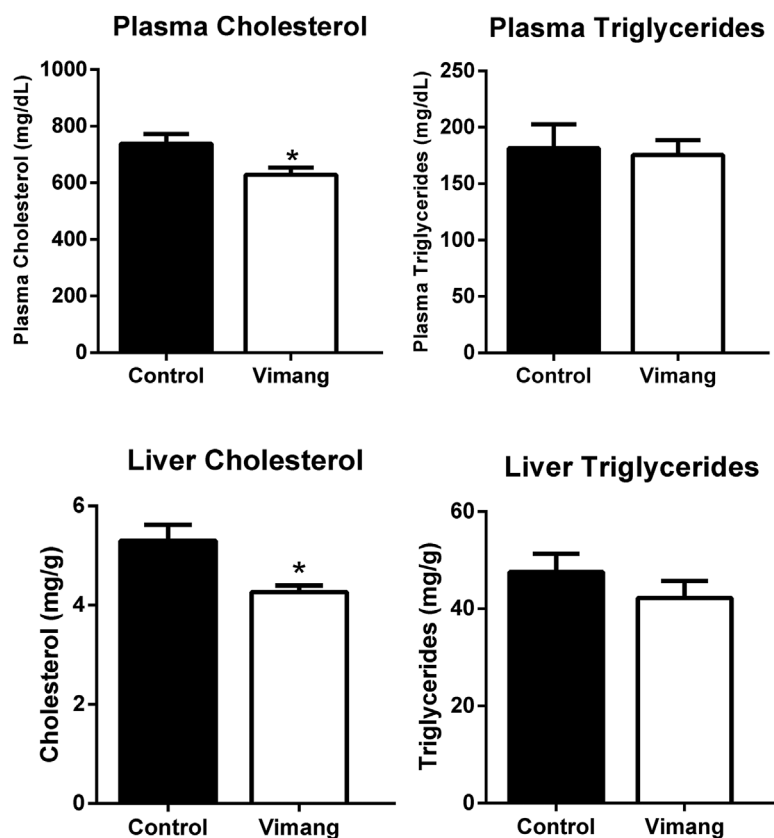 Plasma Cholesterol
Plasma Cholesterol (mg/dL)
1000
800
600
400
200
0
*
Control Vimang
Plasma Triglycerides
Plasma Triglycerides (mg/dL)
250
200
150
100
50
0
Control Vimang
Liver Cholesterol
Cholesterol (mg/g)
6
4
2
0
*
Control Vimang
Liver Triglycerides
Triglycerides (mg/g)
60
40
20
0
Control Vimang